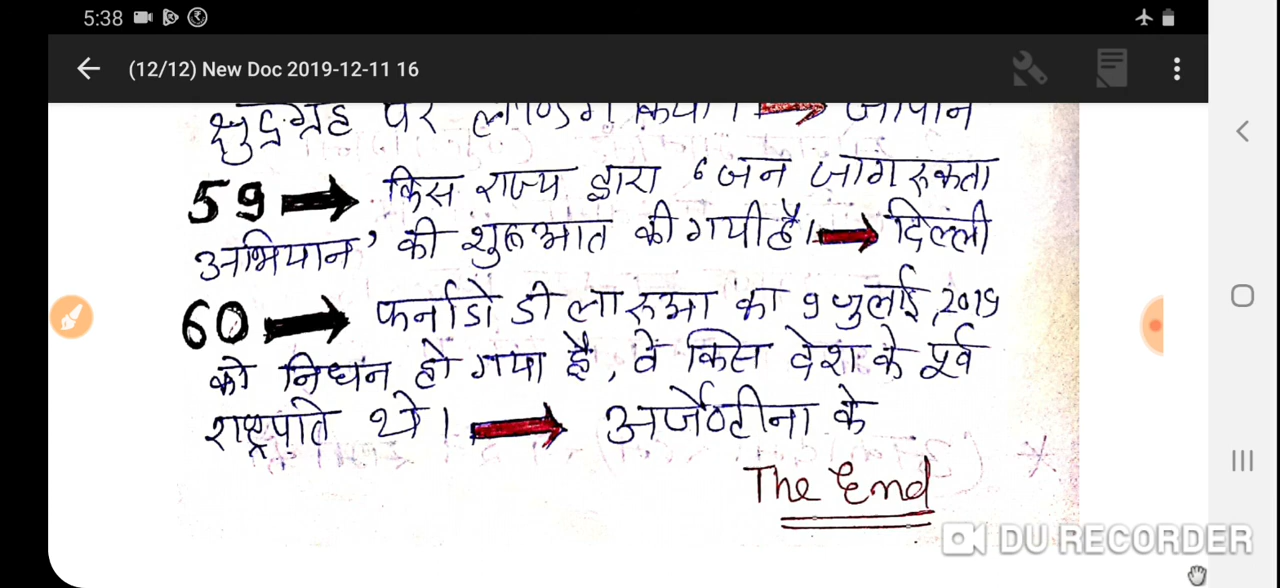 5:38
(12/12) New Doc 2019-12-11 16
क्षुद्रग्रह पर लैण्डिंग किया। → जापान
59 → किस राज्य द्वारा ‘जन जागरुकता
अभियान’ की शुरूआत की गयी है। → दिल्ली
60 → फर्नाडो डी ला रुआ का 9 जुलाई, 2019
को निधन हो गया है, वे किस देश के पूर्व
राष्ट्रपति थे। → अर्जेण्टीना के
The End
DU RECORDER